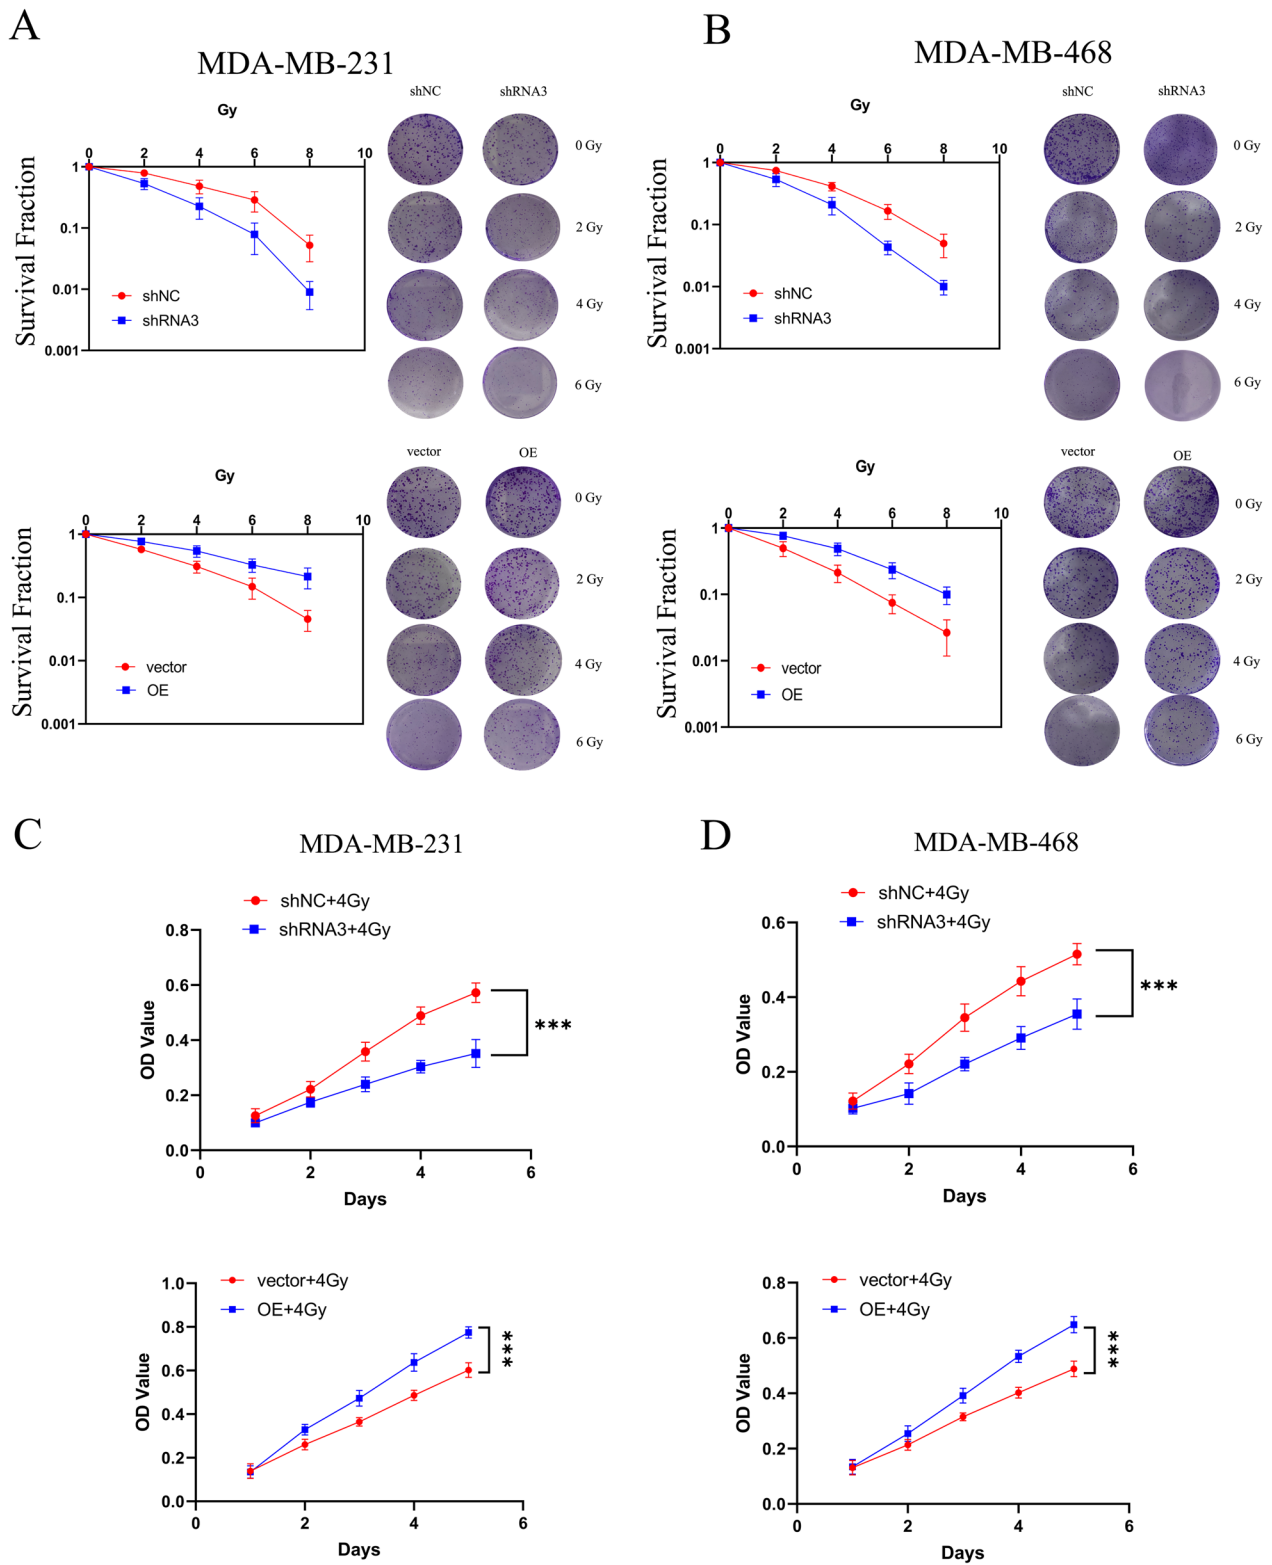 A
MDA-MB-231
Gy
0 2 4 6 8 10
1
0.1
0.01
0.001
Survival Fraction
shNC
shRNA3
shNC shRNA3
0 Gy
2 Gy
4 Gy
6 Gy
Gy
0 2 4 6 8 10
1
0.1
0.01
0.001
Survival Fraction
vector
OE
vector OE
0 Gy
2 Gy
4 Gy
6 Gy
B
MDA-MB-468
Gy
0 2 4 6 8 10
1
0.1
0.01
0.001
Survival Fraction
shNC
shRNA3
shNC shRNA3
0 Gy
2 Gy
4 Gy
6 Gy
Gy
0 2 4 6 8 10
1
0.1
0.01
0.001
Survival Fraction
vector
OE
vector OE
0 Gy
2 Gy
4 Gy
6 Gy
C
MDA-MB-231
shNC+4Gy
shRNA3+4Gy
0.8
0.6
0.4
0.2
0.0
OD Value
***
0 2 4 6
Days
vector+4Gy
OE+4Gy
1.0
0.8
0.6
0.4
0.2
0.0
OD Value
***
0 2 4 6
Days
D
MDA-MB-468
shNC+4Gy
shRNA3+4Gy
0.6
0.4
0.2
0.0
OD Value
***
0 2 4 6
Days
vector+4Gy
OE+4Gy
0.8
0.6
0.4
0.2
0.0
OD Value
***
0 2 4 6
Days